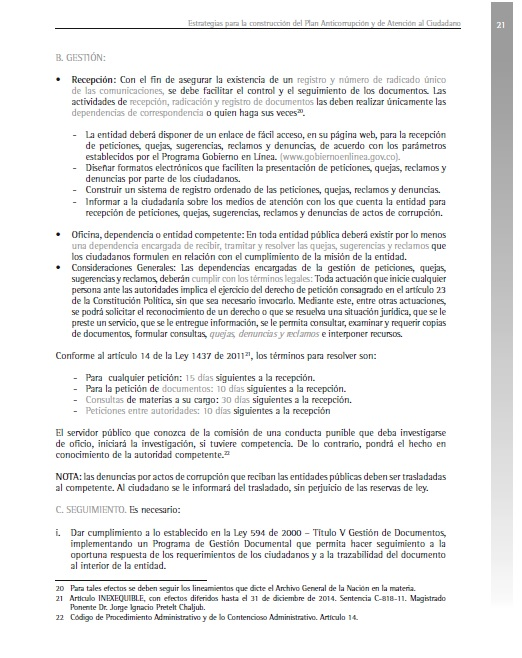 Estrategias para la construcción del Plan Anticorrupción y de Atención al Ciudadano
21
B. GESTIÓN:
• Recepción: Con el fin de asegurar la existencia de un registro y número de radicado único
de las comunicaciones, se debe facilitar el control y el seguimiento de los documentos. Las
actividades de recepción, radicación y registro de documentos las deben realizar únicamente las
dependencias de correspondencia o quien haga sus veces²⁰.
- La entidad deberá disponer de un enlace de fácil acceso, en su página web, para la recepción
de peticiones, quejas, sugerencias, reclamos y denuncias, de acuerdo con los parámetros
establecidos por el Programa Gobierno en Línea. (www.gobiernoenlínea.gov.co).
- Diseñar formatos electrónicos que faciliten la presentación de peticiones, quejas, reclamos y
denuncias por parte de los ciudadanos.
- Construir un sistema de registro ordenado de las peticiones, quejas, reclamos y denuncias.
- Informar a la ciudadanía sobre los medios de atención con los que cuenta la entidad para
recepción de peticiones, quejas, sugerencias, reclamos y denuncias de actos de corrupción.
• Oficina, dependencia o entidad competente: En toda entidad pública deberá existir por lo menos
una dependencia encargada de recibir, tramitar y resolver las quejas, sugerencias y reclamos que
los ciudadanos formulen en relación con el cumplimiento de la misión de la entidad.
• Consideraciones Generales: Las dependencias encargadas de la gestión de peticiones, quejas,
sugerencias y reclamos, deberán cumplir con los términos legales: Toda actuación que inicie cualquier
persona ante las autoridades implica el ejercicio del derecho de petición consagrado en el artículo 23
de la Constitución Política, sin que sea necesario invocarlo. Mediante este, entre otras actuaciones,
se podrá solicitar el reconocimiento de un derecho o que se resuelva una situación jurídica, que se le
preste un servicio, que se le entregue información, se le permita consultar, examinar y requerir copias
de documentos, formular consultas, quejas, denuncias y reclamos e interponer recursos.
Conforme al artículo 14 de la Ley 1437 de 2011²¹, los términos para resolver son:
- Para cualquier petición: 15 días siguientes a la recepción.
- Para la petición de documentos: 10 días siguientes a la recepción.
- Consultas de materias a su cargo: 30 días siguientes a la recepción.
- Peticiones entre autoridades: 10 días siguientes a la recepción
El servidor público que conozca de la comisión de una conducta punible que deba investigarse
de oficio, iniciará la investigación, si tuviere competencia. De lo contrario, pondrá el hecho en
conocimiento de la autoridad competente.²²
NOTA: las denuncias por actos de corrupción que reciban las entidades públicas deben ser trasladadas
al competente. Al ciudadano se le informará del trasladado, sin perjuicio de las reservas de ley.
C. SEGUIMIENTO. Es necesario:
i. Dar cumplimiento a lo establecido en la Ley 594 de 2000 – Título V Gestión de Documentos,
implementando un Programa de Gestión Documental que permita hacer seguimiento a la
oportuna respuesta de los requerimientos de los ciudadanos y a la trazabilidad del documento
al interior de la entidad.
20 Para tales efectos se deben seguir los lineamientos que dicte el Archivo General de la Nación en la materia.
21 Artículo INEXEQUIBLE, con efectos diferidos hasta el 31 de diciembre de 2014. Sentencia C-818-11. Magistrado
Ponente Dr. Jorge Ignacio Pretelt Chaljub.
22 Código de Procedimiento Administrativo y de lo Contencioso Administrativo. Artículo 14.